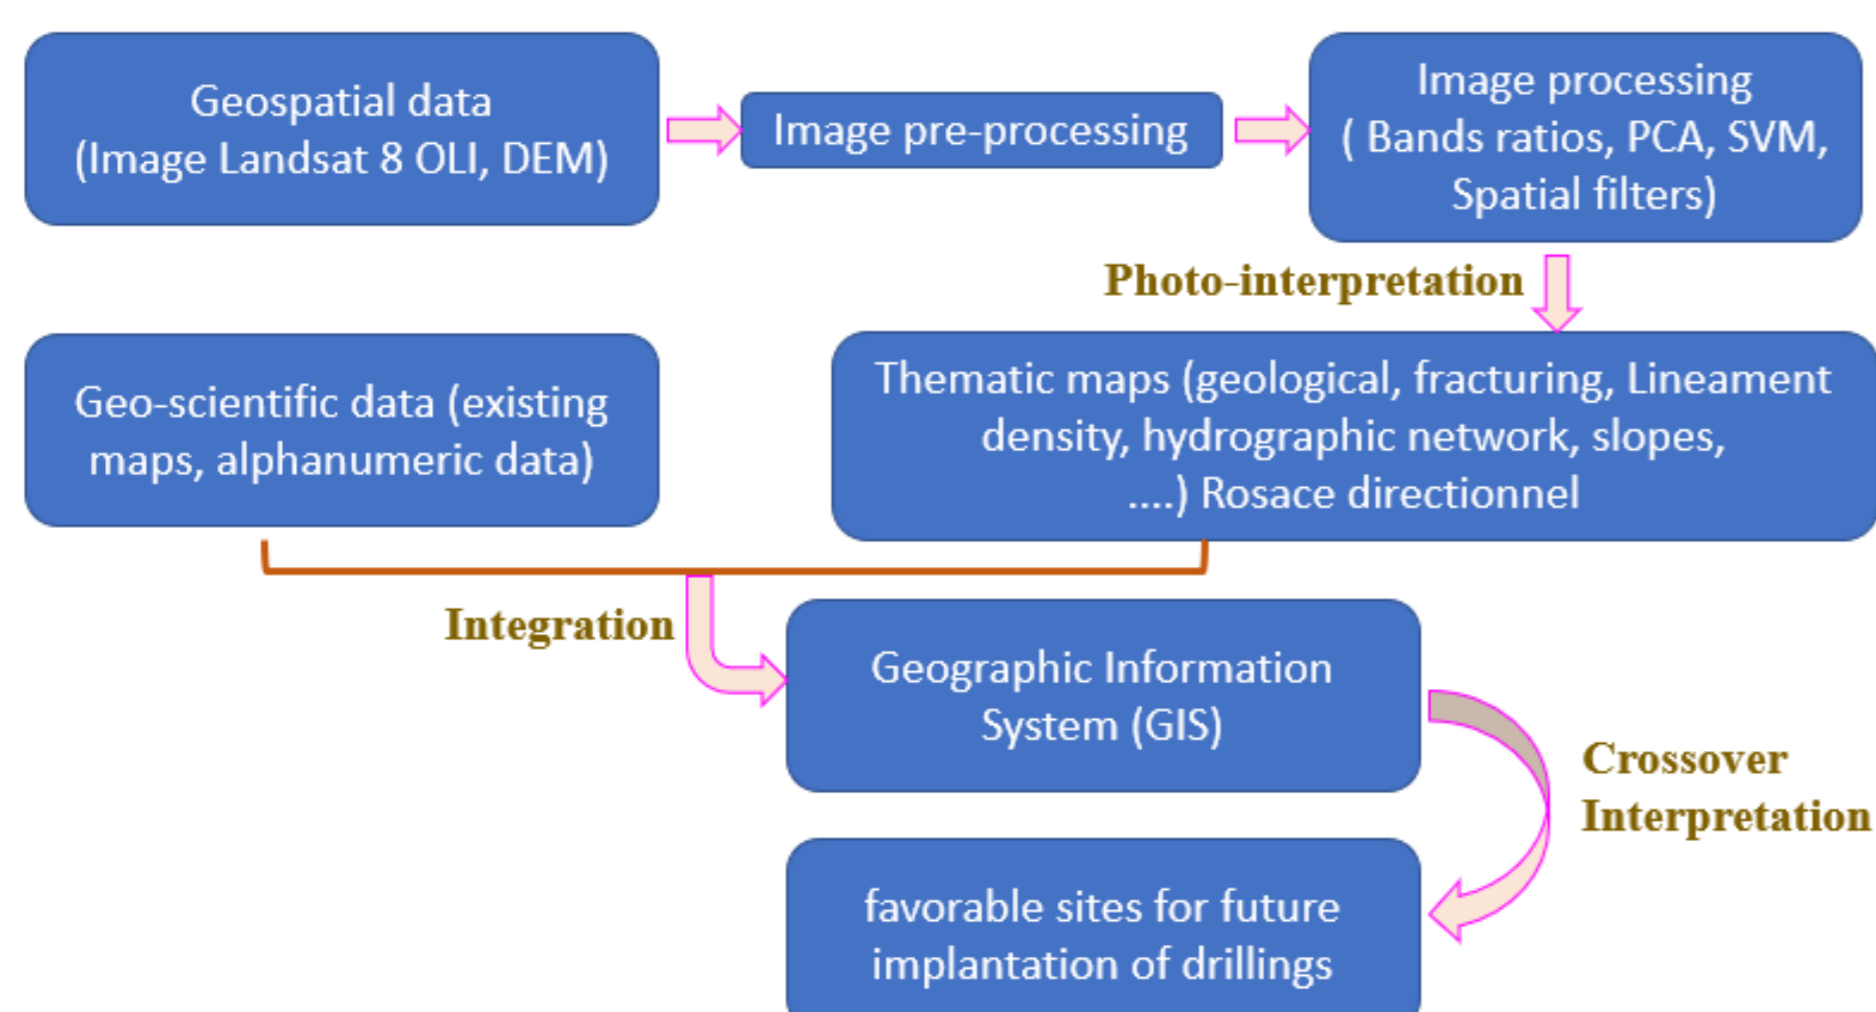 Geospatial data
(Image Landsat 8 OLI, DEM)
Image pre-processing
Image processing
( Bands ratios, PCA, SVM,
Spatial filters)
Photo-interpretation
Geo-scientific data (existing
maps, alphanumeric data)
Thematic maps (geological, fracturing, Lineament
density, hydrographic network, slopes,
....) Rosace directionnel
Integration
Geographic Information
System (GIS)
Crossover
Interpretation
favorable sites for future
implantation of drillings